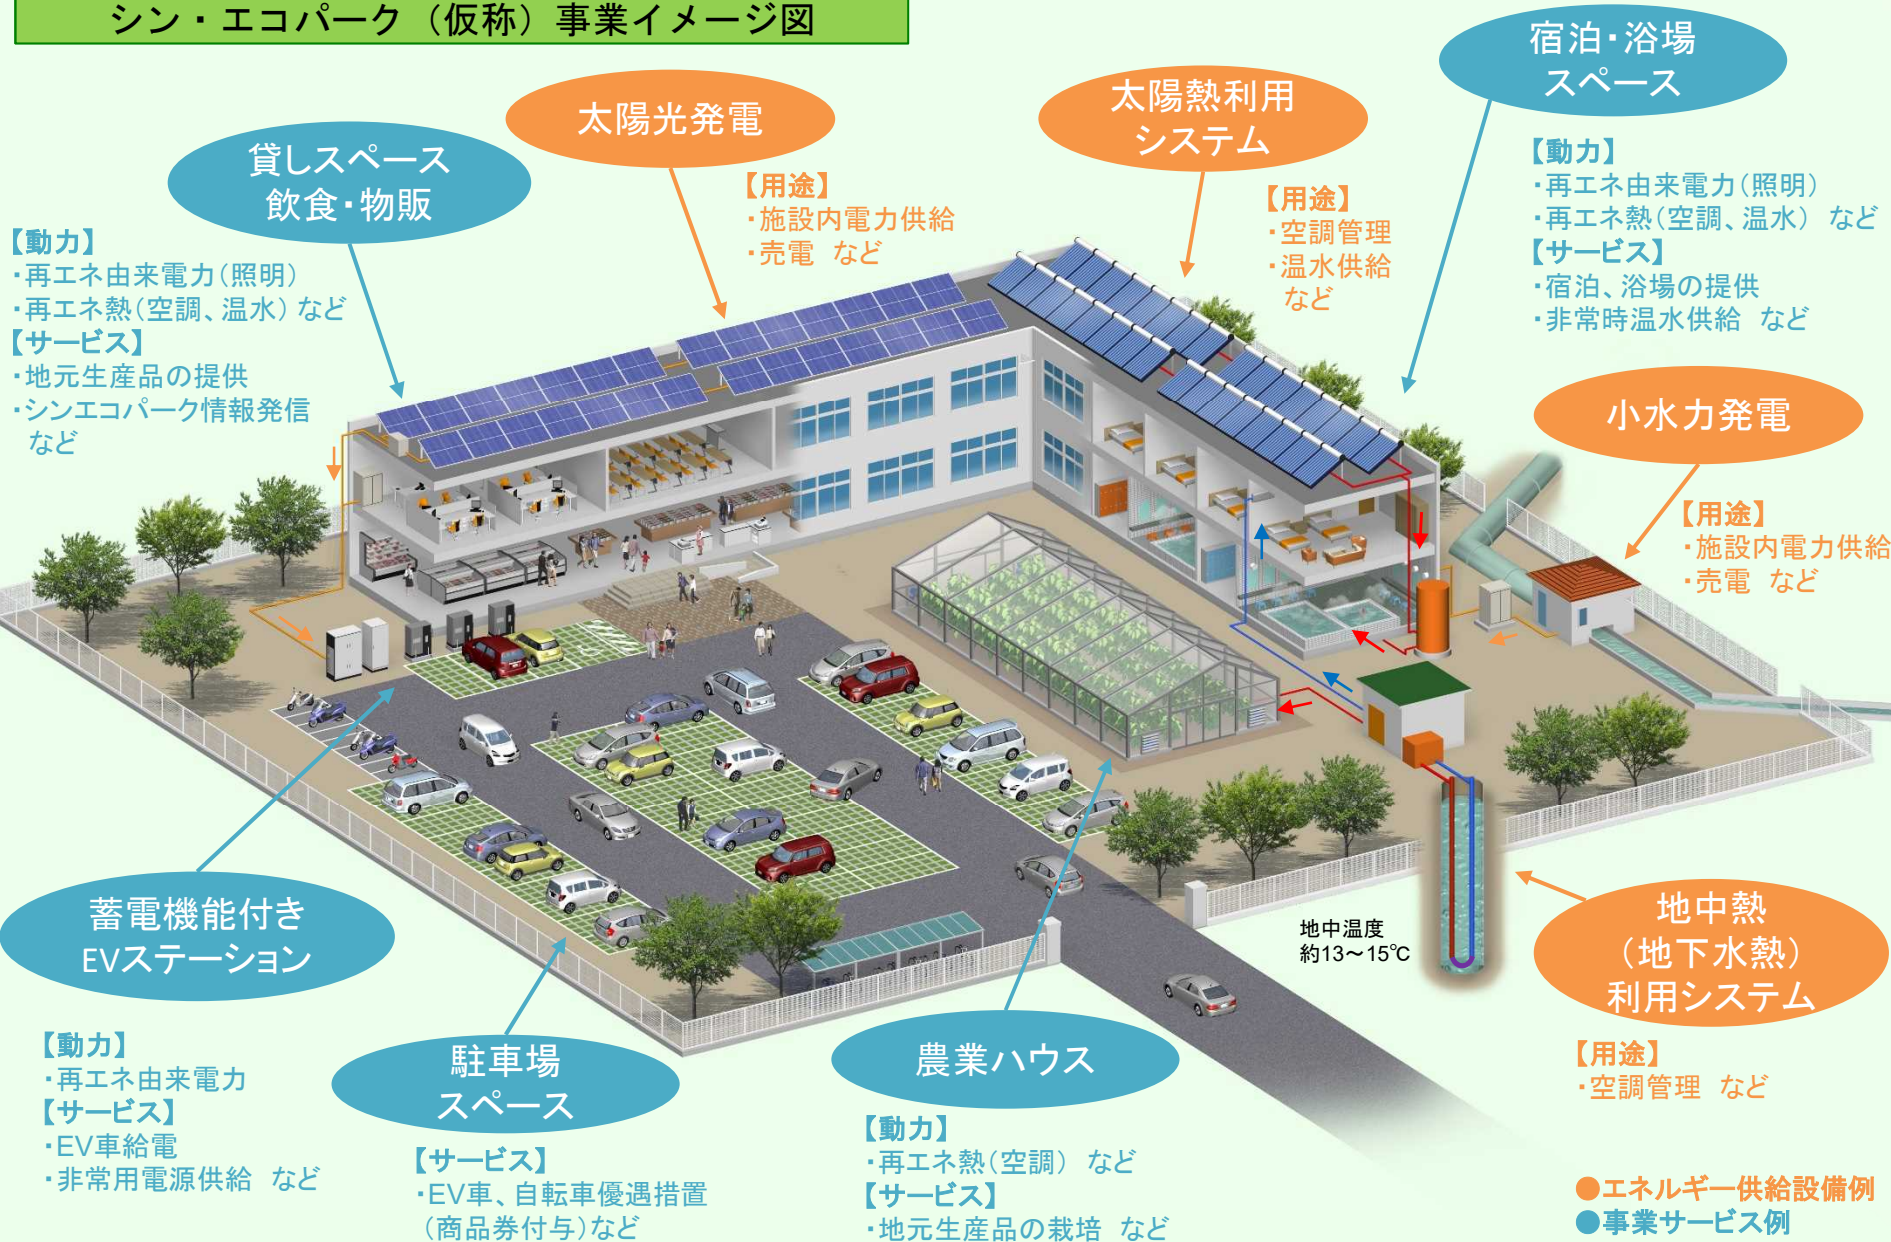 シン・エコパーク（仮称）事業イメージ図
宿泊・浴場
スペース
【動力】
・再エネ由来電力（照明）
・再エネ熱（空調、温水） など
【サービス】
・宿泊、浴場の提供
・非常時温水供給 など
太陽熱利用
システム
【用途】
・空調管理
・温水供給
など
太陽光発電
【用途】
・施設内電力供給
・売電 など
貸しスペース
飲食・物販
【動力】
・再エネ由来電力（照明）
・再エネ熱（空調、温水）など
【サービス】
・地元生産品の提供
・シンエコパーク情報発信
など
小水力発電
【用途】
・施設内電力供給
・売電 など
蓄電機能付き
EVステーション
【動力】
・再エネ由来電力
【サービス】
・EV車給電
・非常用電源供給 など
駐車場
スペース
【サービス】
・EV車、自転車優遇措置
（商品券付与）など
農業ハウス
【動力】
・再エネ熱（空調） など
【サービス】
・地元生産品の栽培 など
地中温度
約13～15℃
地中熱
（地下水熱）
利用システム
【用途】
・空調管理 など
●エネルギー供給設備例
●事業サービス例